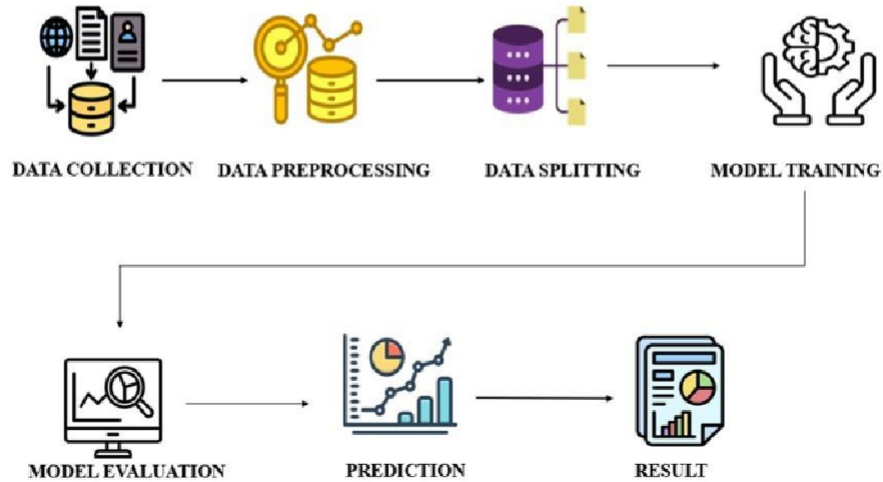 DATA COLLECTION
DATA PREPROCESSING
DATA SPLITTING
MODEL TRAINING
MODEL EVALUATION
PREDICTION
RESULT